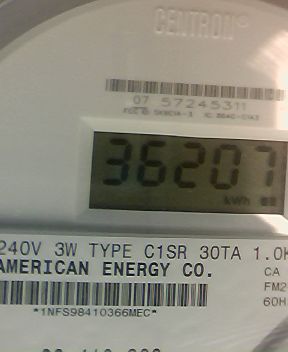 CENTRON®
07 57245311
36207
kWh
240V 3W TYPE C1SR 30TA 1.0K
AMERICAN ENERGY CO.
CA
FM2
60H
*1NFS98410366MEC*